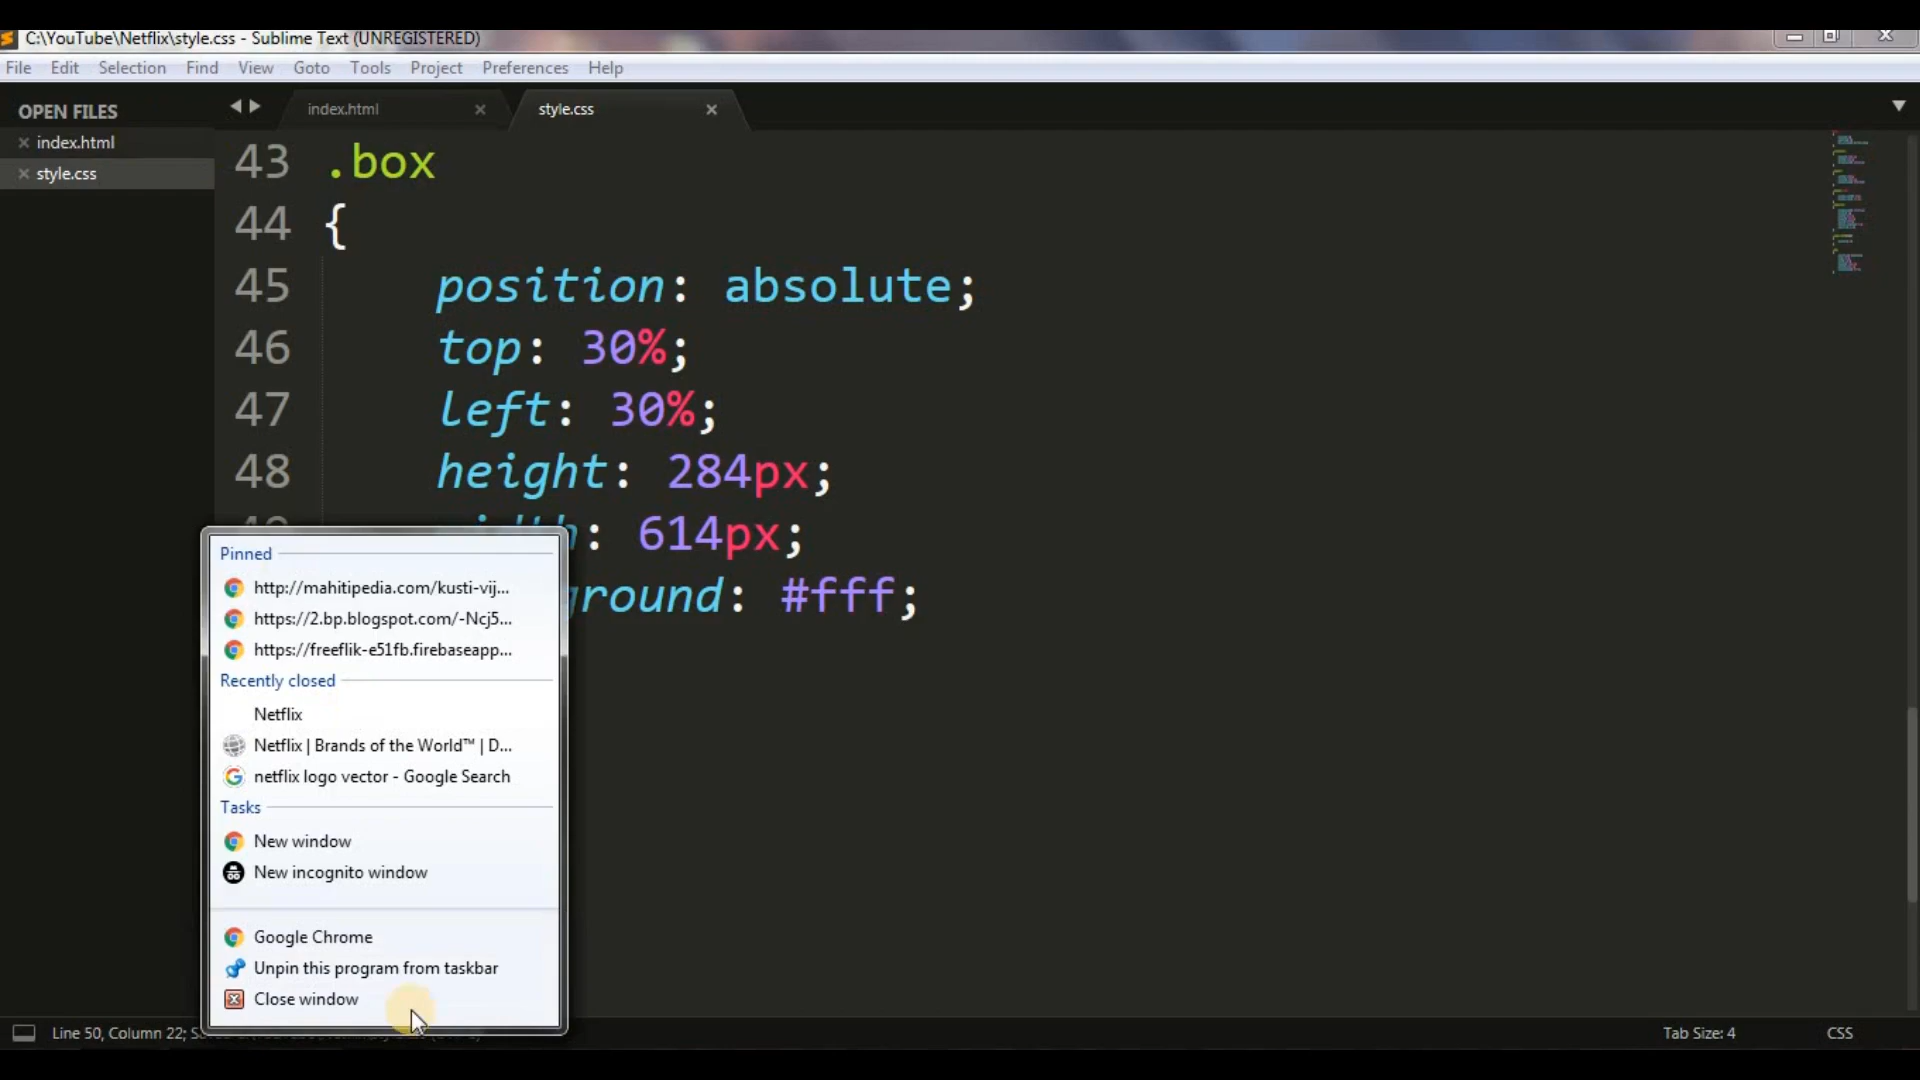 C:\YouTube\Netflix\style.css - Sublime Text (UNREGISTERED)
File Edit Selection Find View Goto Tools Project Preferences Help
OPEN FILES
index.html
style.css
index.html
style.css
43 .box
44 {
45 position: absolute;
46 top: 30%;
47 left: 30%;
48 height: 284px;
: 614px;
ground: #fff;
Pinned
http://mahitipedia.com/kusti-vij...
https://2.bp.blogspot.com/-Ncj5...
https://freeflik-e51fb.firebaseapp...
Recently closed
Netflix
Netflix | Brands of the World™ | D...
netflix logo vector - Google Search
Tasks
New window
New incognito window
Google Chrome
Unpin this program from taskbar
Close window
Line 50, Column 22;
Tab Size: 4
CSS